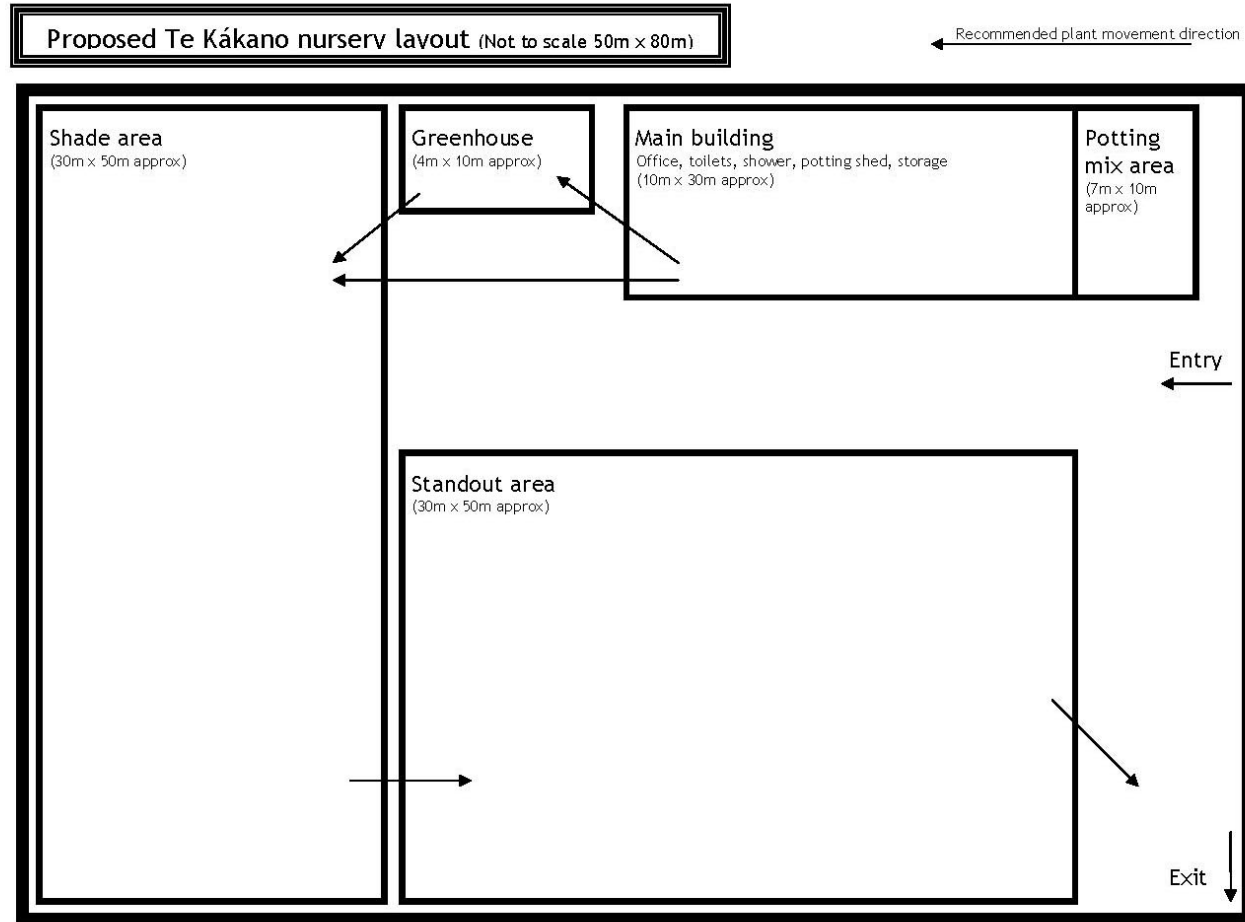 Proposed Te Kákano nursery layout (Not to scale 50m x 80m)
Recommended plant movement direction
Shade area
(30m x 50m approx)
Greenhouse
(4m x 10m approx)
Main building
Office, toilets, shower, potting shed, storage
(10m x 30m approx)
Potting
mix area
(7m x 10m
approx)
Entry
Standout area
(30m x 50m approx)
Exit